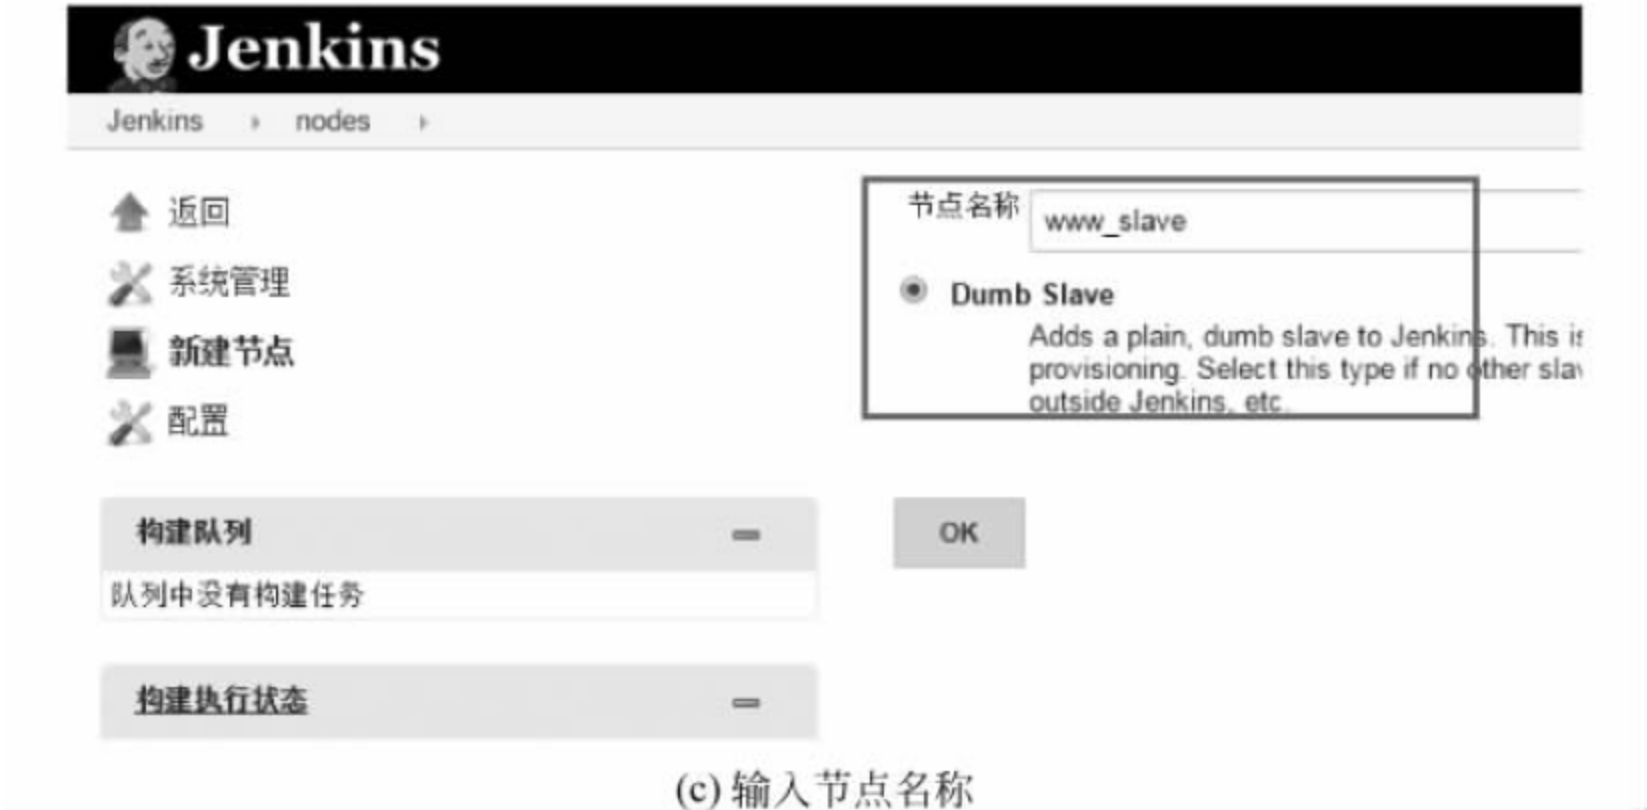 Jenkins
Jenkins nodes
返回
系统管理
新建节点
配置
构建队列
队列中没有构建任务
构建执行状态
节点名称 www_slave
Dumb Slave
Adds a plain, dumb slave to Jenkins. This is
provisioning. Select this type if no other slav
outside Jenkins, etc.
OK
(c) 输入节点名称